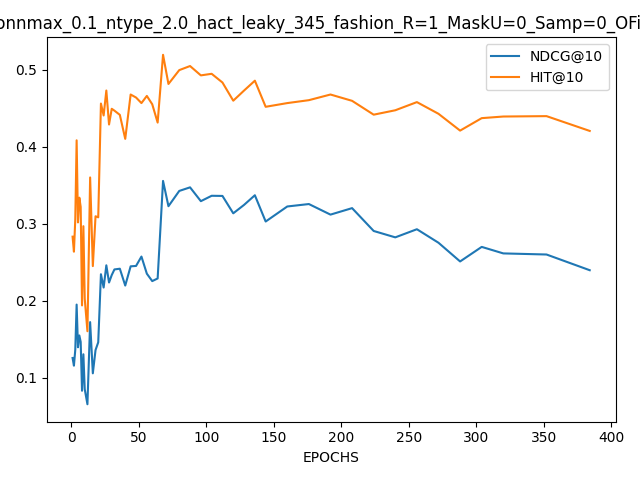 onnmax_0.1_ntype_2.0_hact_leaky_345_fashion_R=1_MaskU=0_Samp=0_OFi
NDCG@10
HIT@10
0.5
0.4
0.3
0.2
0.1
0 50 100 150 200 250 300 350 400
EPOCHS